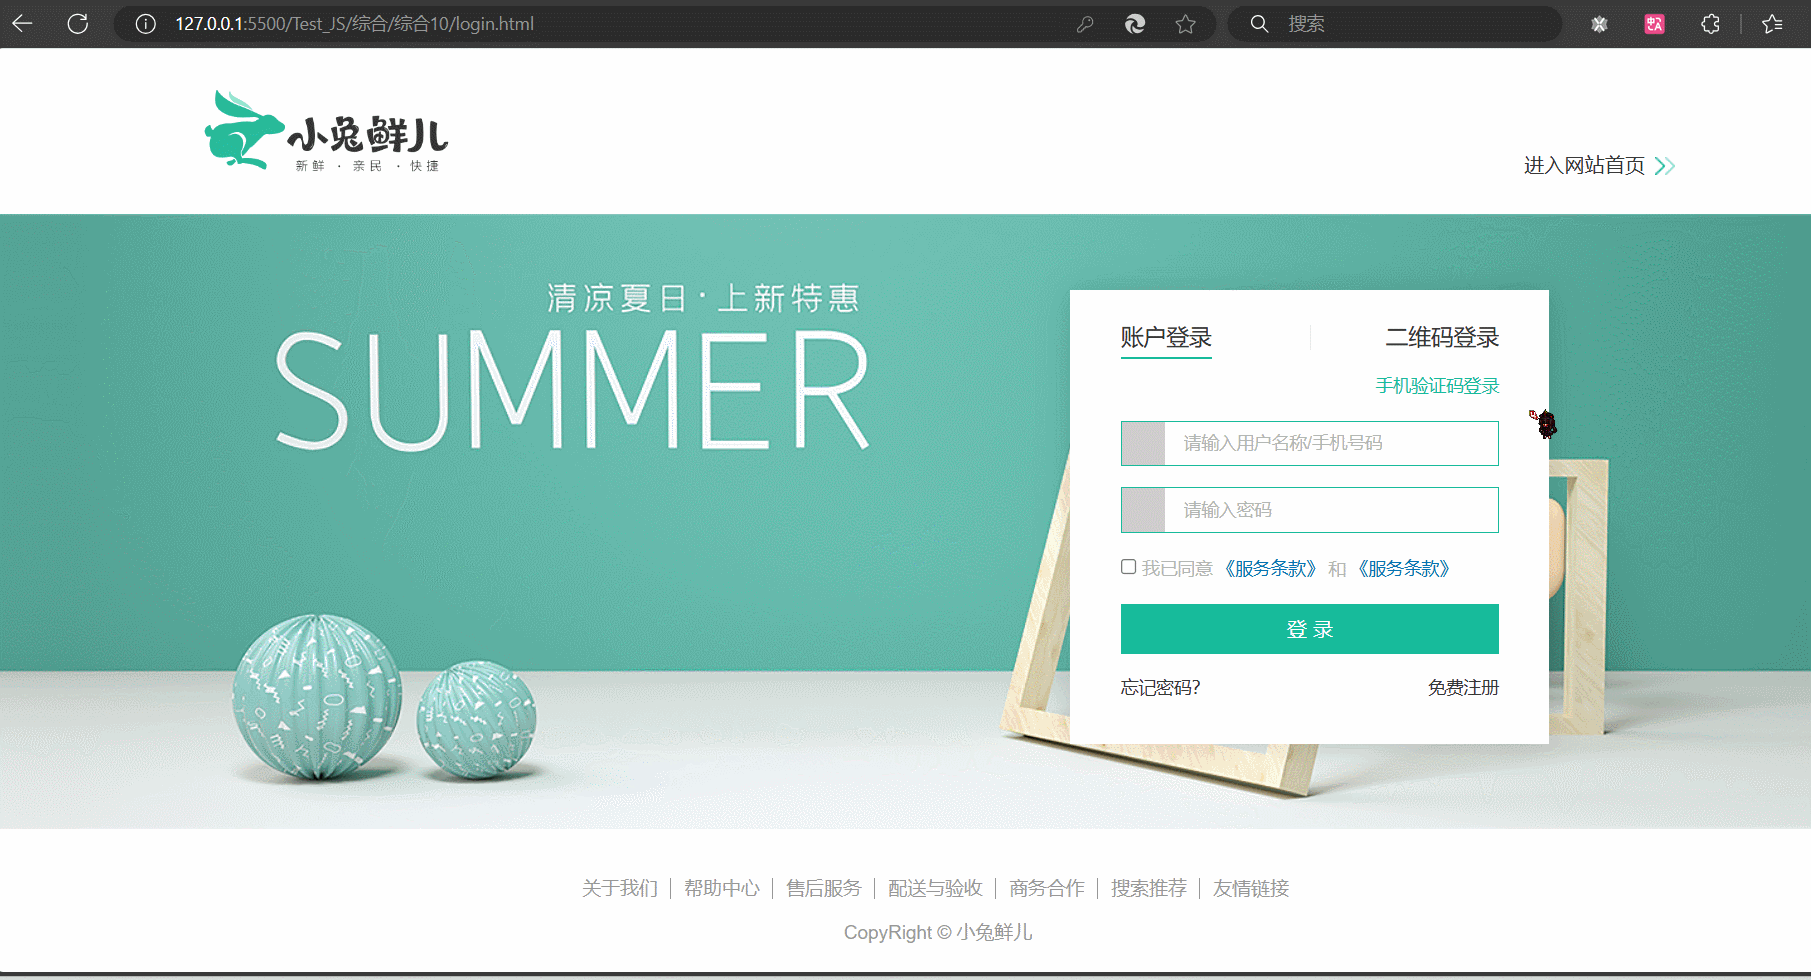 127.0.0.1:5500/Test_JS/综合/综合10/login.html
搜索
小兔鲜儿
新鲜 · 亲民 · 快捷
进入网站首页
清凉夏日·上新特惠
SUMMER
账户登录
二维码登录
手机验证码登录
请输入用户名称/手机号码
请输入密码
我已同意 《服务条款》 和 《服务条款》
登 录
忘记密码?
免费注册
关于我们 | 帮助中心 | 售后服务 | 配送与验收 | 商务合作 | 搜索推荐 | 友情链接
CopyRight © 小兔鲜儿